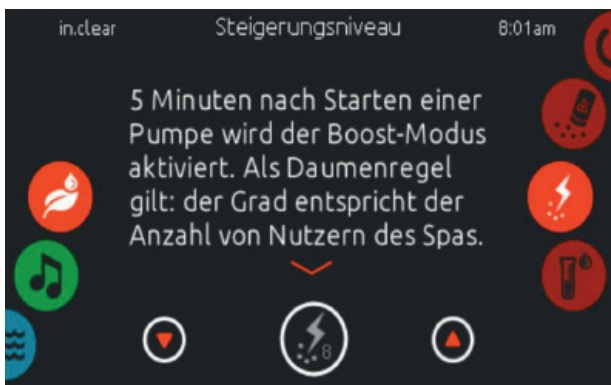 in.clear Steigerungsniveau 8:01am
Br
5 Minuten nach Starten einer
Pumpe wird der Boost-Modus
aktiviert. Als Daumenregel
gilt: der Grad entspricht der
Anzahl von Nutzern des Spas.
8